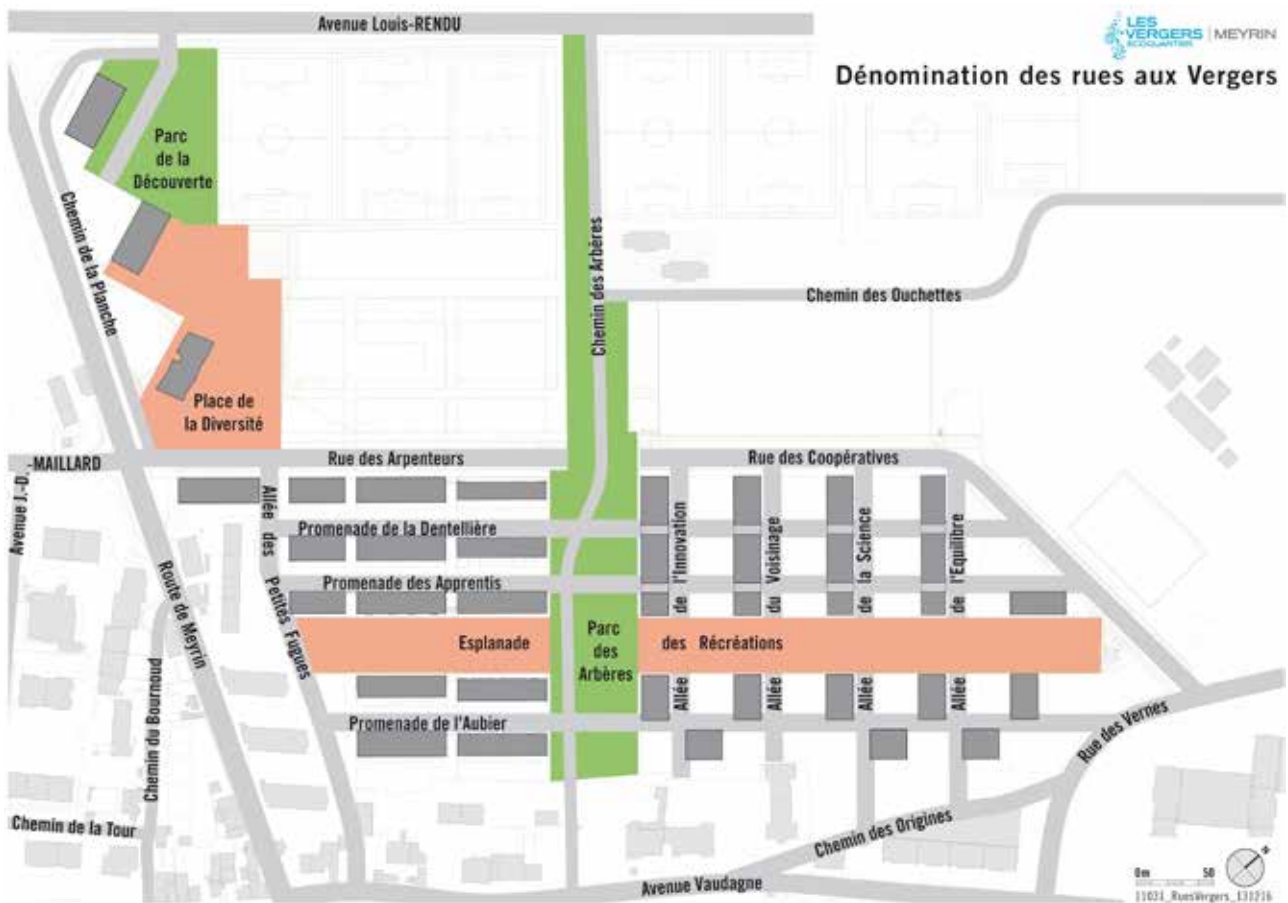 Avenue Louis-RENDU
LES
VERGERS
ÉCOQUARTIER
MEYRIN
Dénomination des rues aux Vergers
Parc
de la
Découverte
Chemin de la Planche
Chemin des Arbères
Chemin des Ouchettes
Place de
la Diversité
-MAILLARD
Avenue J.-D.
Rue des Arpenteurs
Rue des Coopératives
Allée des Petites Fugues
Promenade de la Dentellière
Promenade des Apprentis
Allée de l'Innovation
Allée du Voisinage
Allée de la Science
Allée de l'Equilibre
Route de Meyrin
Chemin du Bournoud
Esplanade des Récréations
Parc
des
Arbères
Promenade de l'Aubier
Rue des Vernes
Chemin de la Tour
Chemin des Origines
Avenue Vaudagne
0m 50
N
11021_RuesVergers_131216